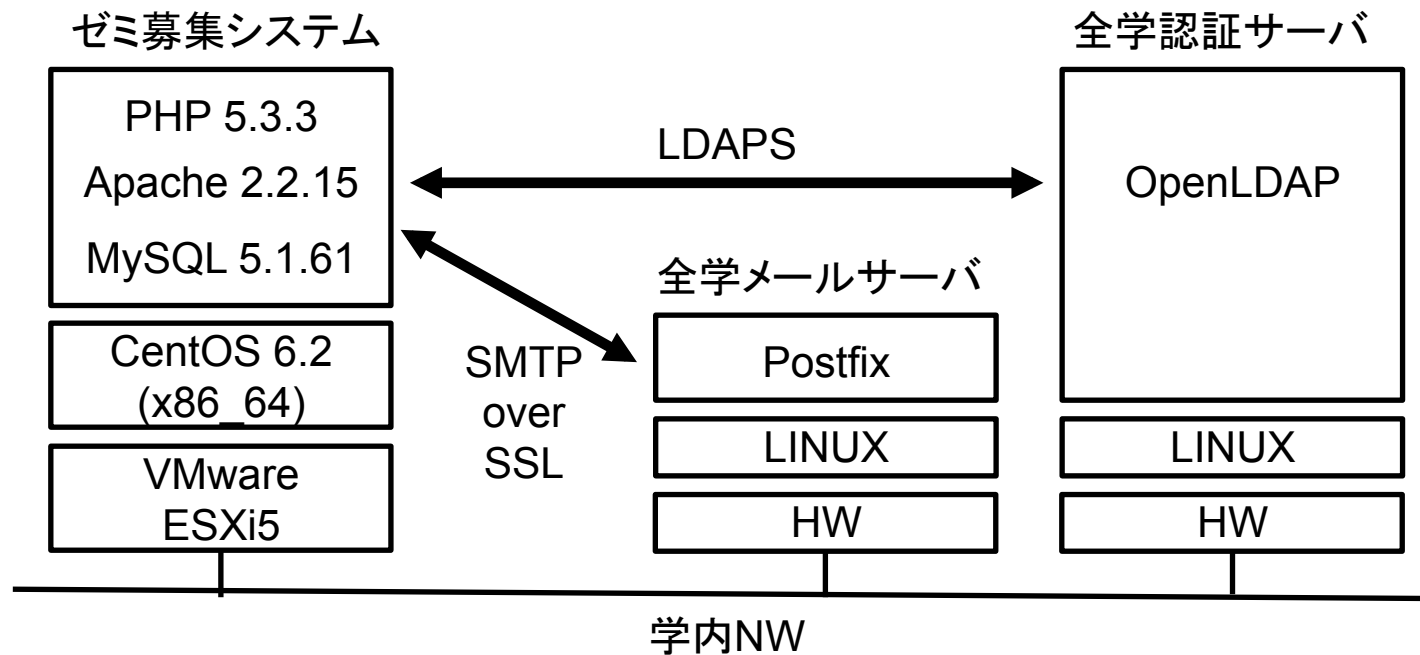 ゼミ募集システム
全学認証サーバ
PHP 5.3.3
Apache 2.2.15
MySQL 5.1.61
LDAPS
OpenLDAP
全学メールサーバ
CentOS 6.2
(x86_64)
SMTP
over
SSL
Postfix
VMware
ESXi5
LINUX
HW
LINUX
HW
学内NW